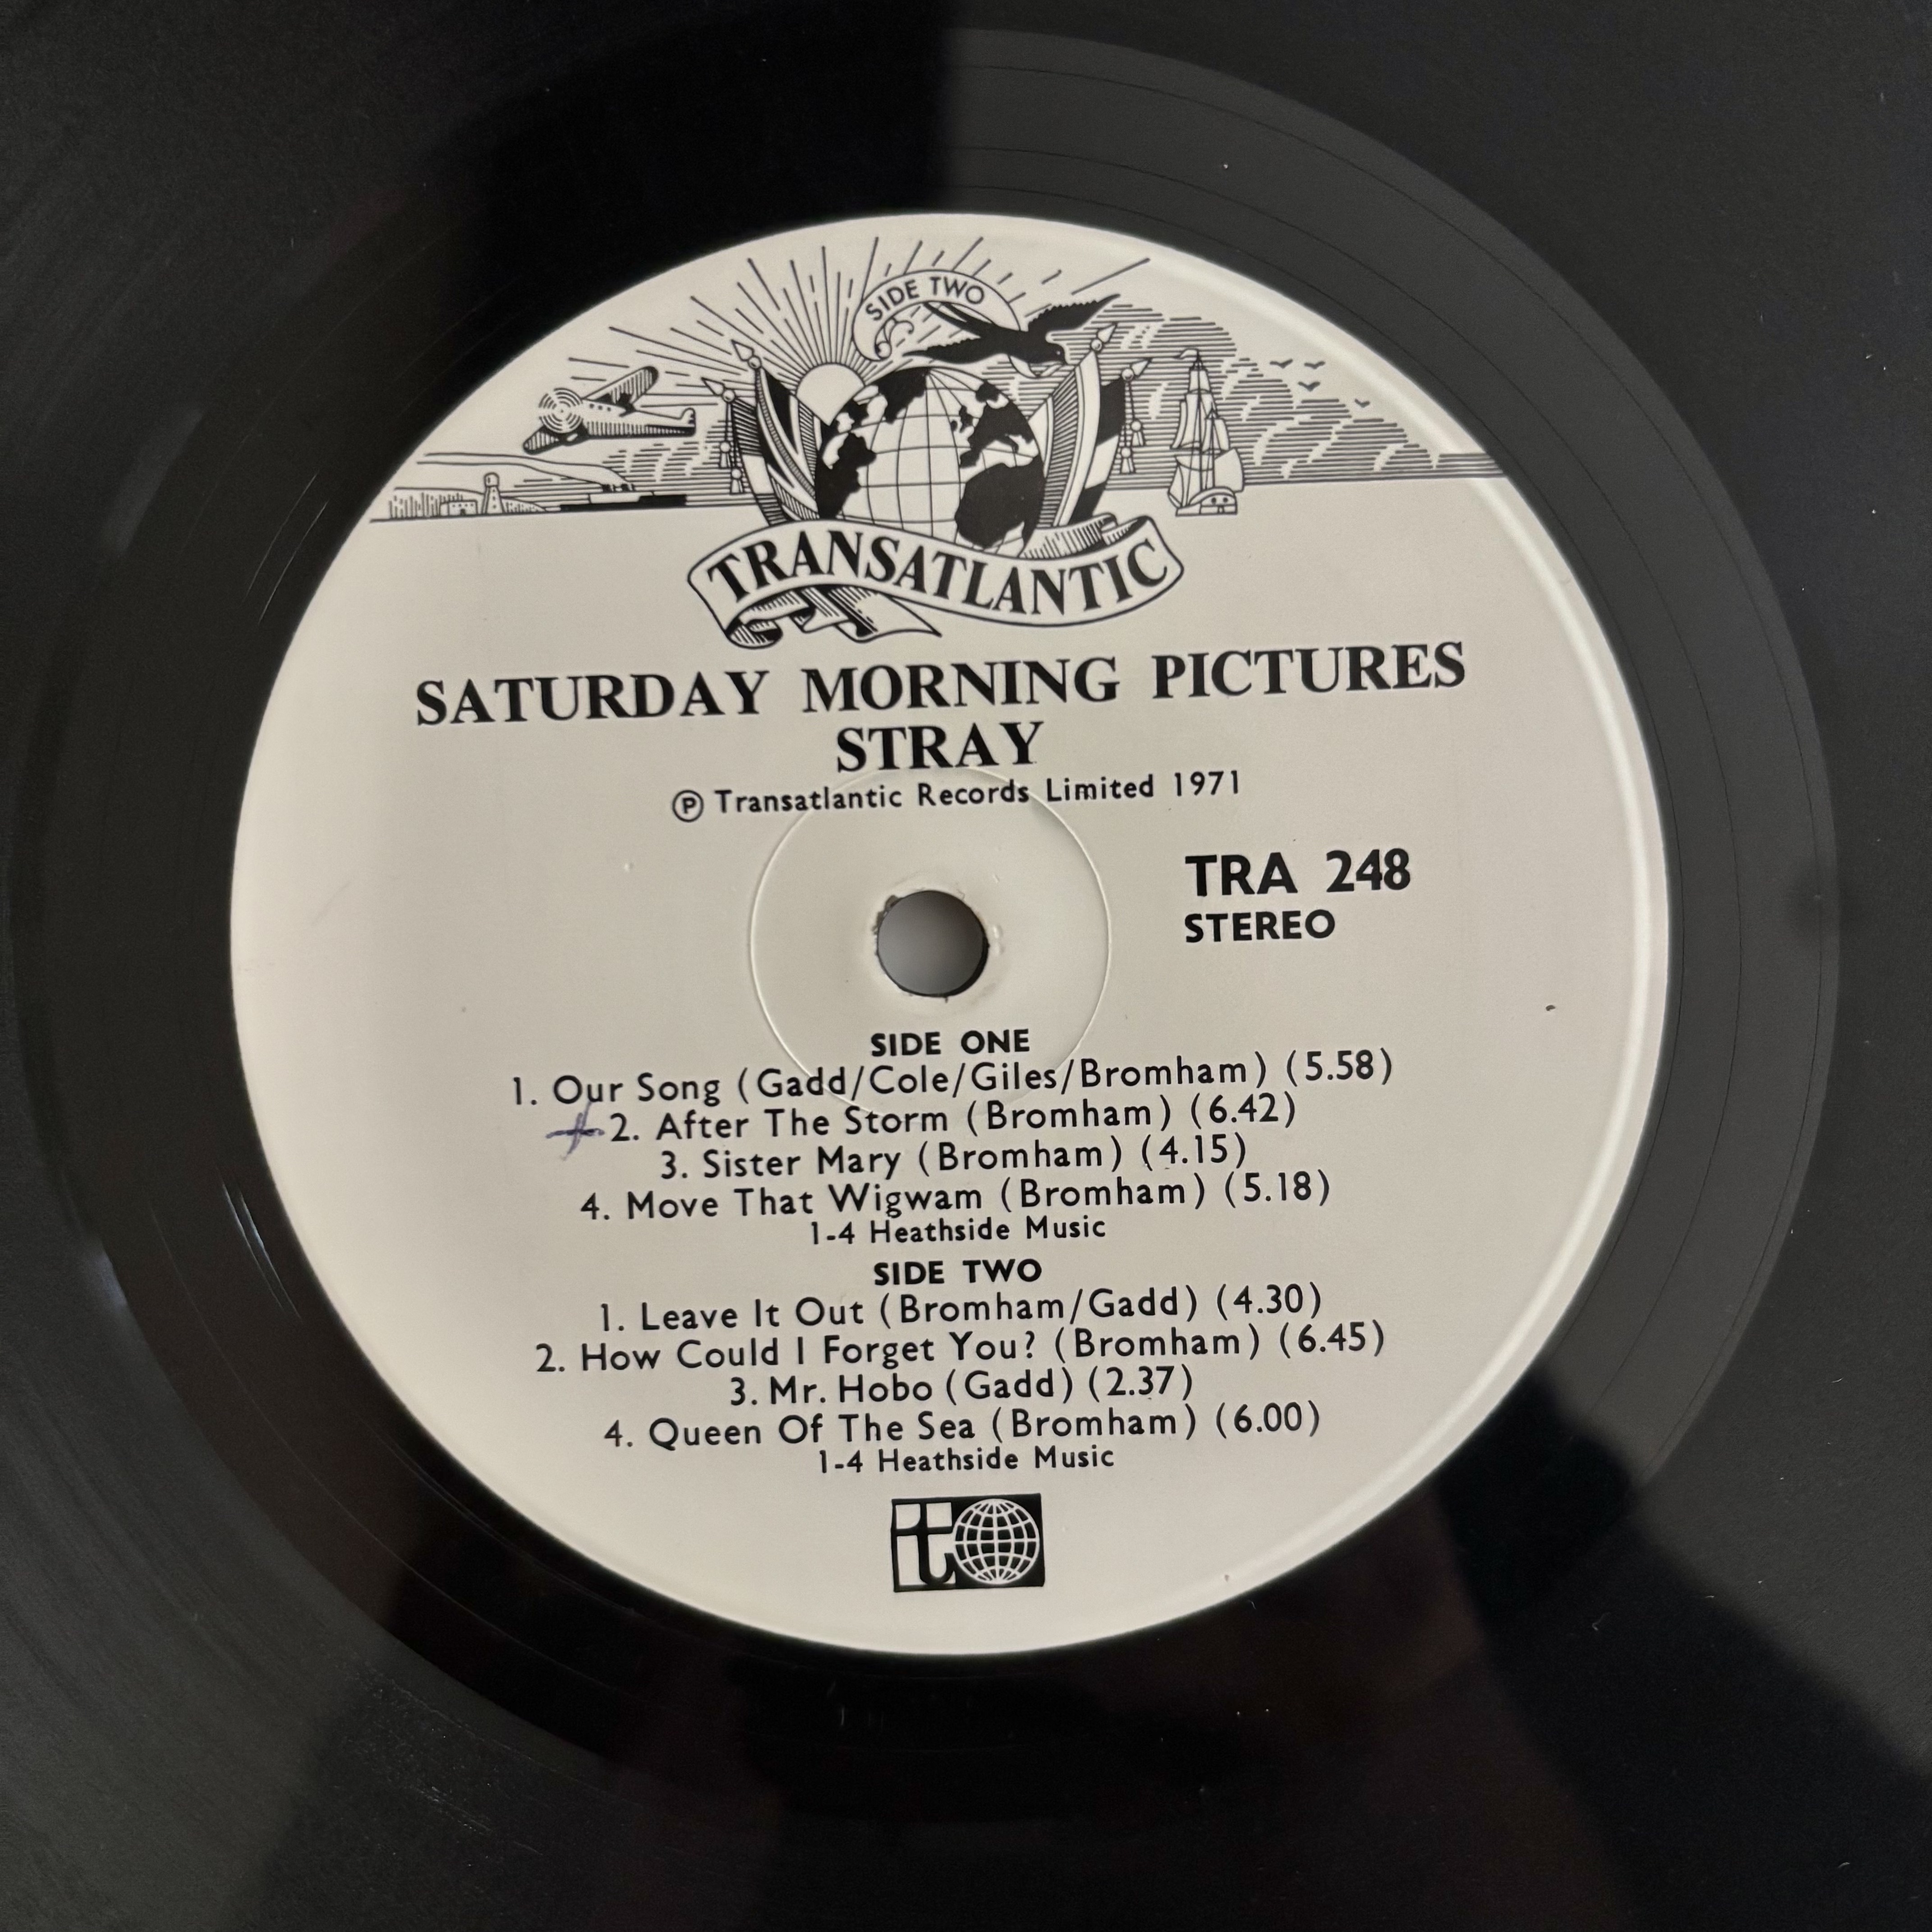 SIDE TWO
TRANSATLANTIC
SATURDAY MORNING PICTURES
STRAY
℗ Transatlantic Records Limited 1971
TRA 248
STEREO
SIDE ONE
1. Our Song (Gadd/Cole/Giles/Bromham) (5.58)
2. After The Storm (Bromham) (6.42)
3. Sister Mary (Bromham) (4.15)
4. Move That Wigwam (Bromham) (5.18)
1-4 Heathside Music
SIDE TWO
1. Leave It Out (Bromham/Gadd) (4.30)
2. How Could I Forget You? (Bromham) (6.45)
3. Mr. Hobo (Gadd) (2.37)
4. Queen Of The Sea (Bromham) (6.00)
1-4 Heathside Music
it